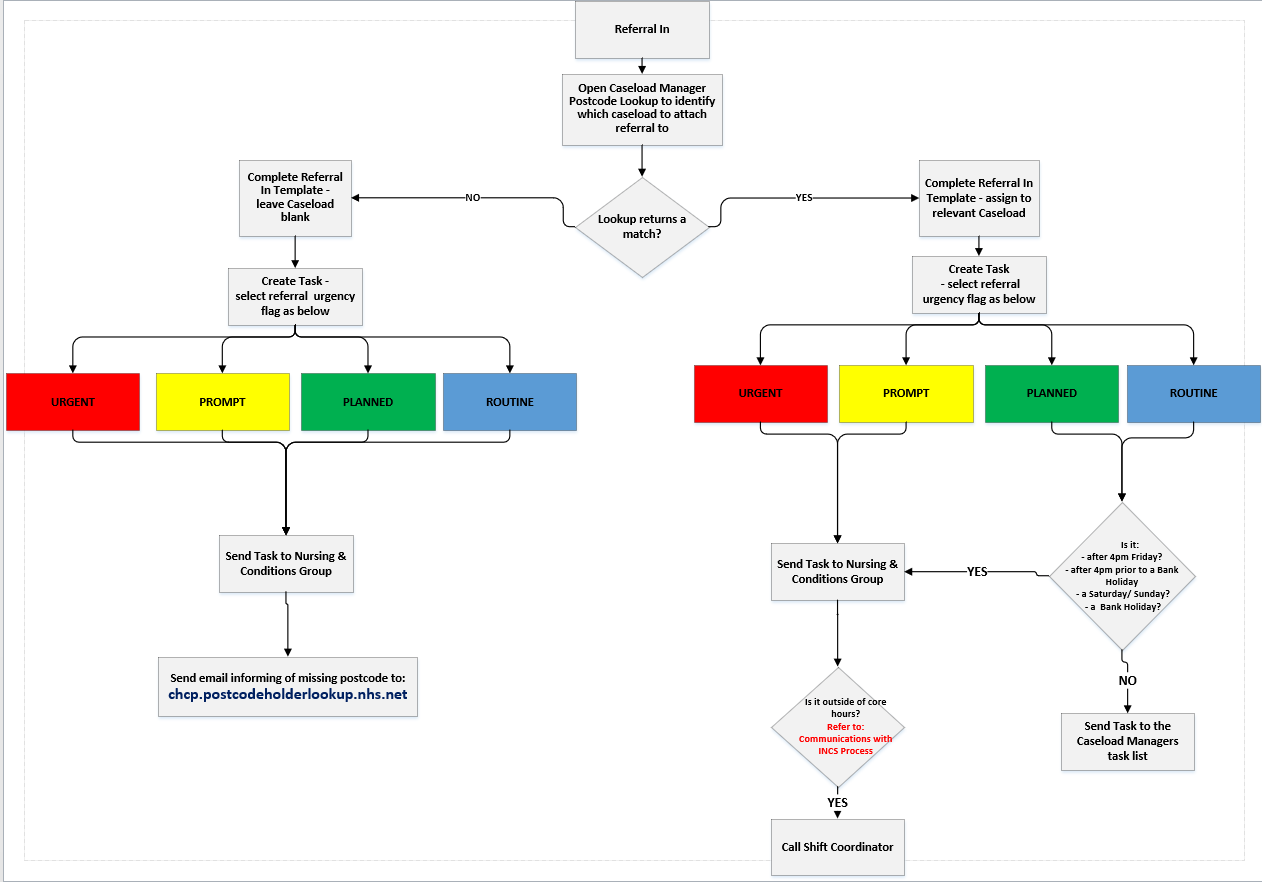 Referral In
Open Caseload Manager
Postcode Lookup to identify
which caseload to attach
referral to
Lookup returns a
match?
NO
Complete Referral
In Template -
leave Caseload
blank
Create Task -
select referral urgency
flag as below
URGENT
PROMPT
PLANNED
ROUTINE
Send Task to Nursing &
Conditions Group
Send email informing of missing postcode to:
chcp.postcodeholderlookup.nhs.net
YES
Complete Referral In
Template - assign to
relevant Caseload
Create Task
- select referral
urgency flag as below
URGENT
PROMPT
PLANNED
ROUTINE
Send Task to Nursing &
Conditions Group
YES
Is it:
- after 4pm Friday?
- after 4pm prior to a Bank
Holiday
- a Saturday/ Sunday?
- a Bank Holiday?
NO
Send Task to the
Caseload Managers
task list
Is it outside of core
hours?
Refer to:
Communications with
INCS Process
YES
Call Shift Coordinator